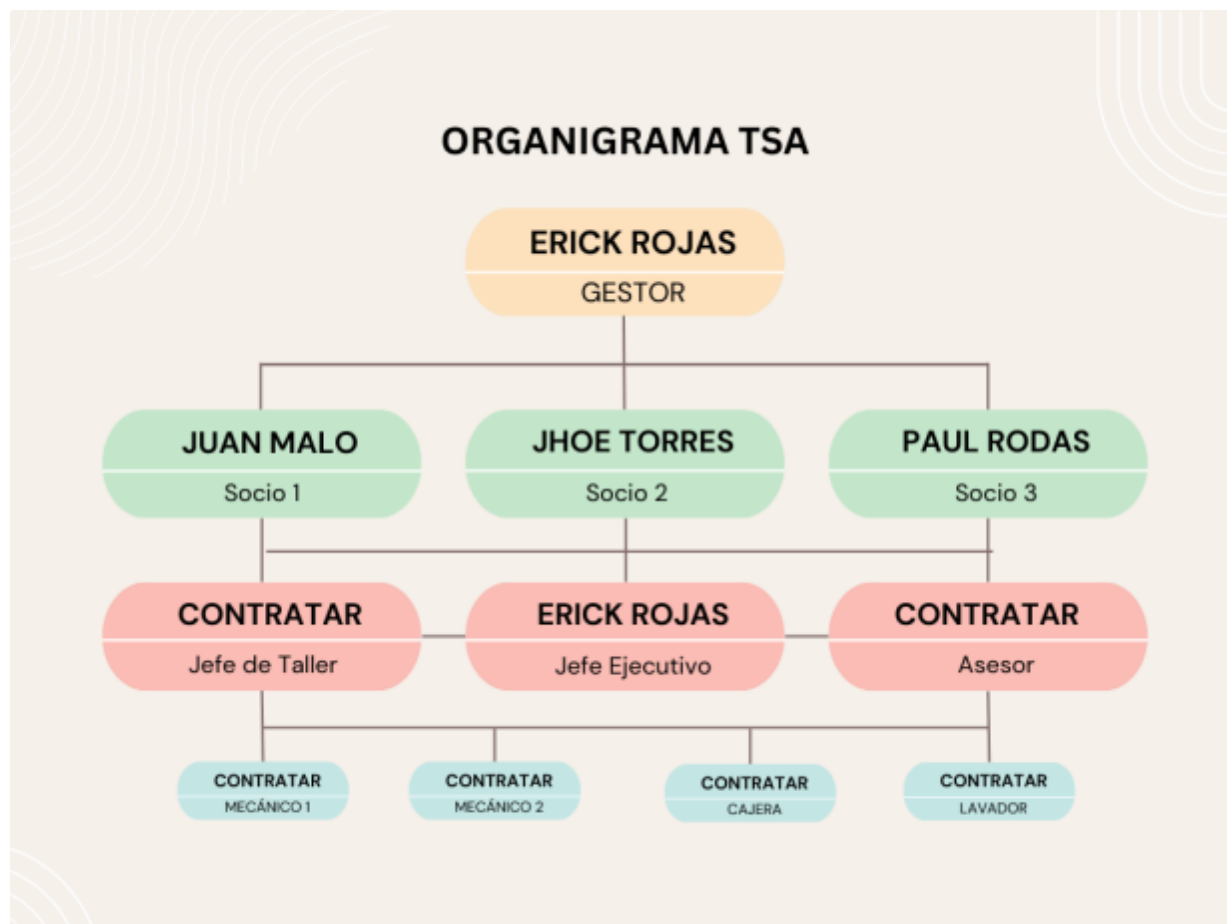 ORGANIGRAMA TSA
ERICK ROJAS
GESTOR
JUAN MALO
Socio 1
JHOE TORRES
Socio 2
PAUL RODAS
Socio 3
CONTRATAR
Jefe de Taller
ERICK ROJAS
Jefe Ejecutivo
CONTRATAR
Asesor
CONTRATAR
MECÁNICO 1
CONTRATAR
MECÁNICO 2
CONTRATAR
CAJERA
CONTRATAR
LAVADOR